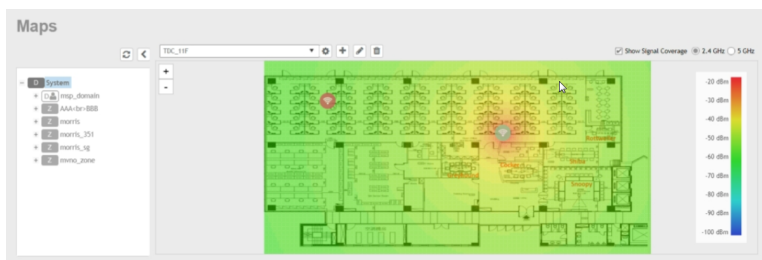 Maps
TDC_11F
Show Signal Coverage
2.4 GHz
5 GHz
D System
D msp_domain
Z AAA<br>BBB
Z morris
Z morris_351
Z morris_sg
Z mvno_zone
+
-
-20 dBm
-30 dBm
-40 dBm
-50 dBm
-60 dBm
-70 dBm
-80 dBm
-90 dBm
-100 dBm
Snoopy